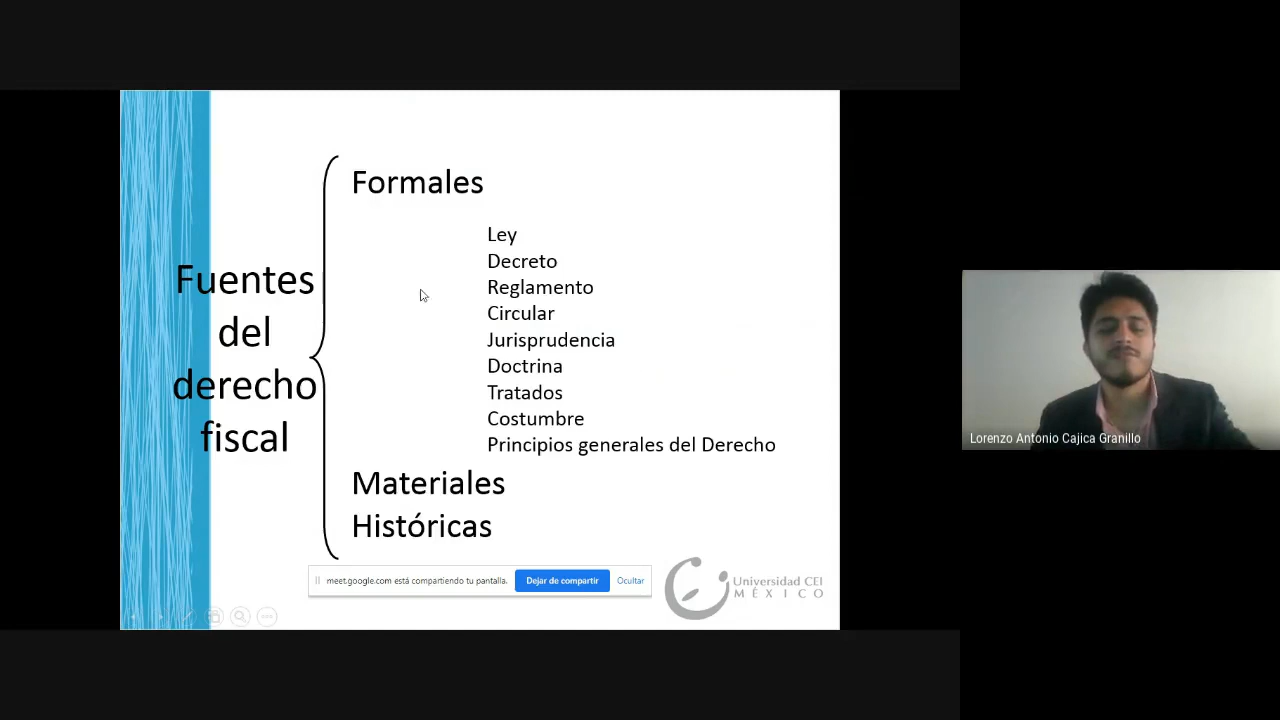 Fuentes
del
derecho
fiscal
Formales
Ley
Decreto
Reglamento
Circular
Jurisprudencia
Doctrina
Tratados
Costumbre
Principios generales del Derecho
Materiales
Históricas
meet.google.com está compartiendo tu pantalla.
Dejar de compartir
Ocultar
Universidad CEI
MÉXICO
Lorenzo Antonio Cajica Granillo